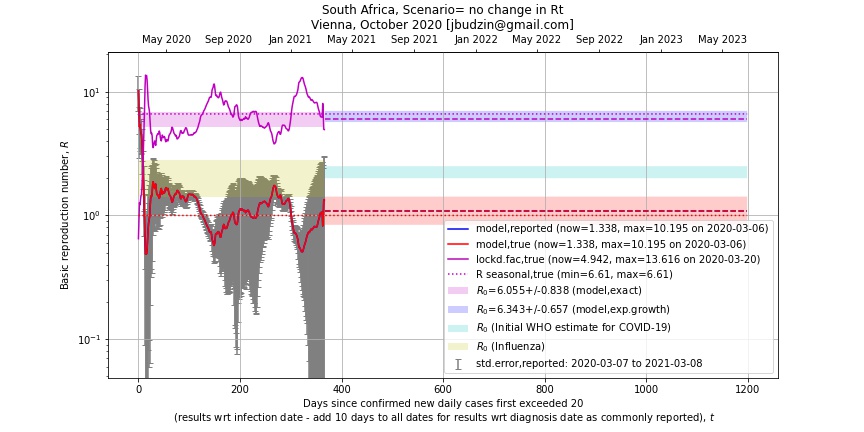 South Africa, Scenario= no change in Rt
Vienna, October 2020 [jbudzin@gmail.com]
May 2020 Sep 2020 Jan 2021 May 2021 Sep 2021 Jan 2022 May 2022 Sep 2022 Jan 2023 May 2023
Basic reproduction number, R
10¹
10⁰
10⁻¹
model,reported (now=1.338, max=10.195 on 2020-03-06)
model,true (now=1.338, max=10.195 on 2020-03-06)
lockd.fac,true (now=4.942, max=13.616 on 2020-03-20)
R seasonal,true (min=6.61, max=6.61)
R₀=6.055+/-0.838 (model,exact)
R₀=6.343+/-0.657 (model,exp.growth)
R₀ (Initial WHO estimate for COVID-19)
R₀ (Influenza)
std.error,reported: 2020-03-07 to 2021-03-08
0 200 400 600 800 1000 1200
Days since confirmed new daily cases first exceeded 20
(results wrt infection date - add 10 days to all dates for results wrt diagnosis date as commonly reported), t